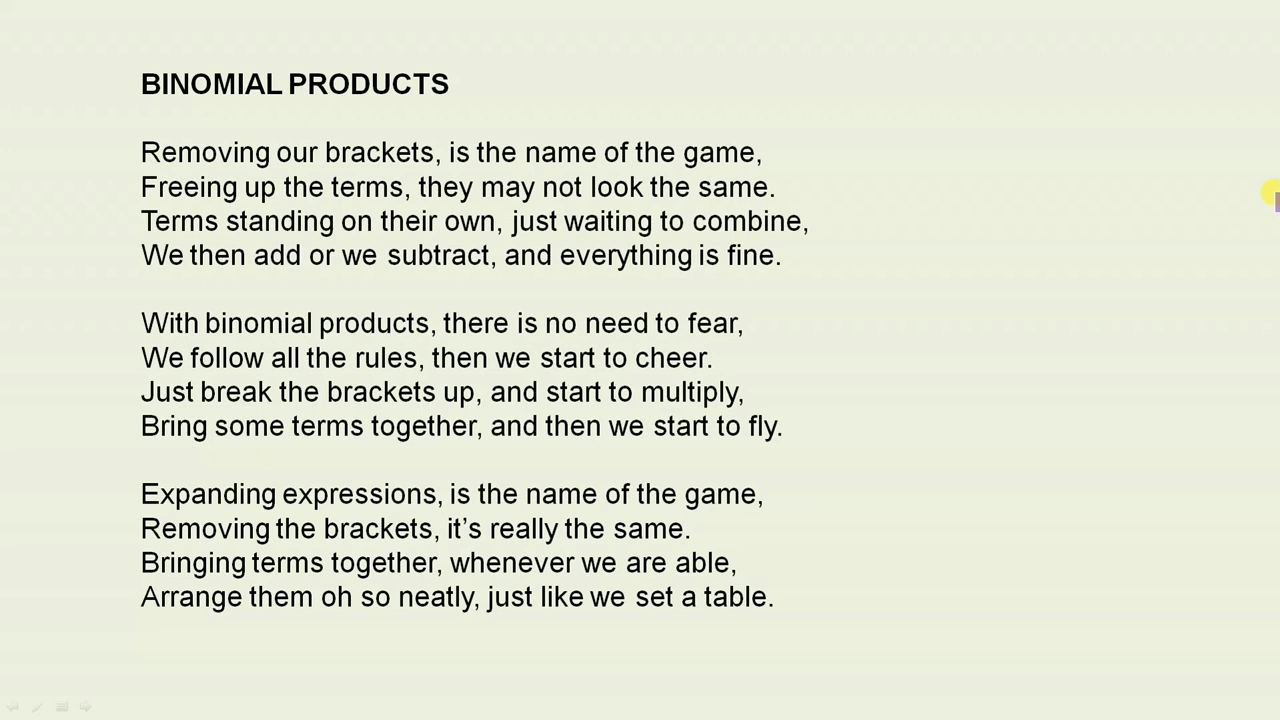 BINOMIAL PRODUCTS
Removing our brackets, is the name of the game,
Freeing up the terms, they may not look the same.
Terms standing on their own, just waiting to combine,
We then add or we subtract, and everything is fine.
With binomial products, there is no need to fear,
We follow all the rules, then we start to cheer.
Just break the brackets up, and start to multiply,
Bring some terms together, and then we start to fly.
Expanding expressions, is the name of the game,
Removing the brackets, it’s really the same.
Bringing terms together, whenever we are able,
Arrange them oh so neatly, just like we set a table.